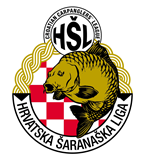 CROATIAN CARPANGLERS LEAGUE
HŠL
HRVATSKA ŠARANAŠKA LIGA